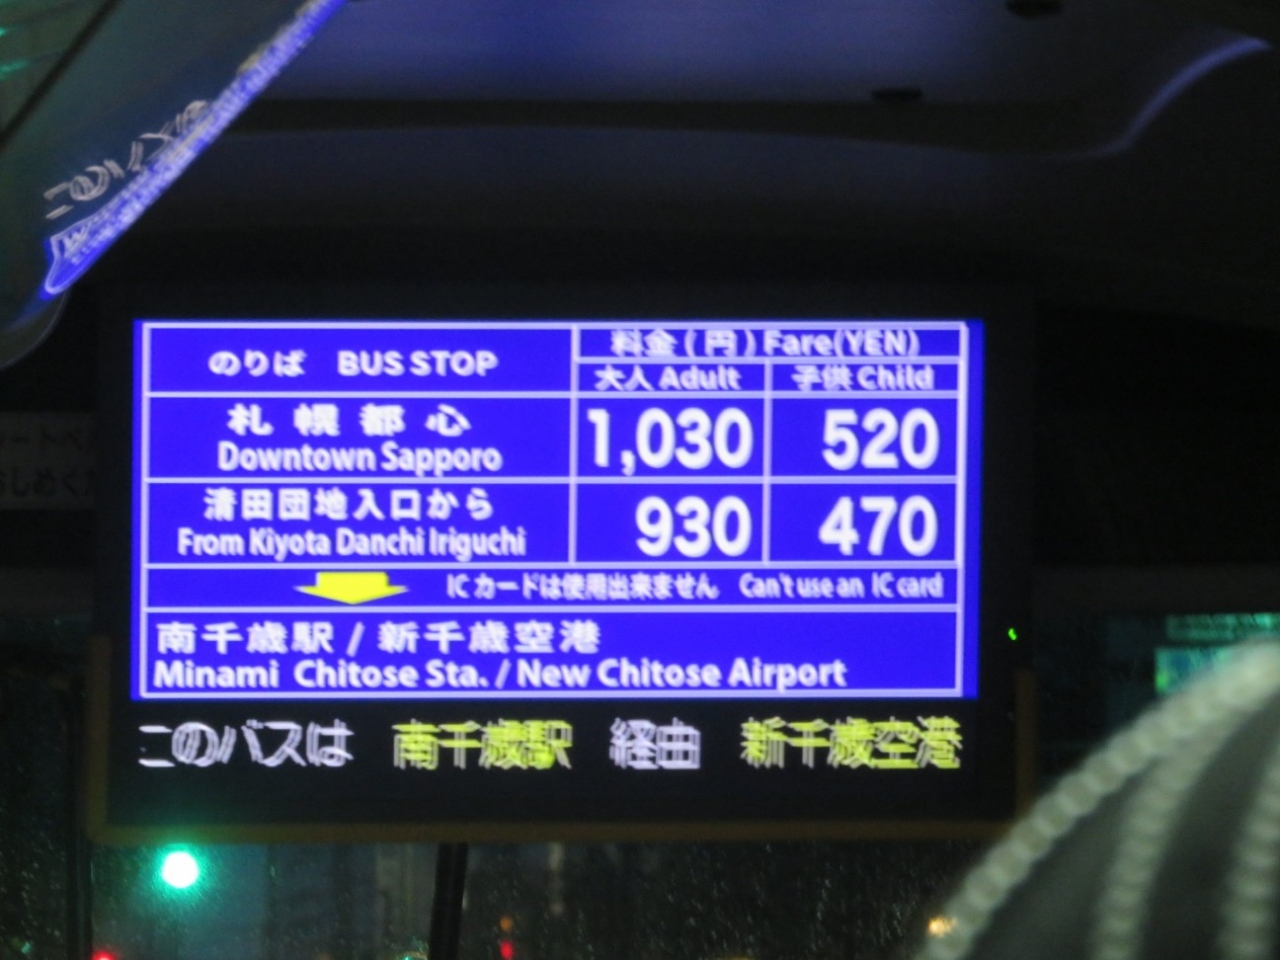 このバス
のりば BUS STOP
料金(円)Fare(YEN)
大人 Adult 子供 Child
札幌都心
Downtown Sapporo
1,030 520
清田団地入口から
From Kiyota Danchi Iriguchi
930 470
ICカードは使用出来ません Can't use an IC card
南千歳駅 / 新千歳空港
Minami Chitose Sta. / New Chitose Airport
このバスは 南千歳駅 経由 新千歳空港